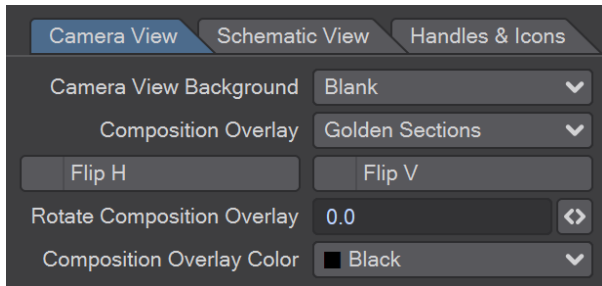 Camera View Schematic View Handles & Icons
Camera View Background Blank
Composition Overlay Golden Sections
Flip H Flip V
Rotate Composition Overlay 0.0
Composition Overlay Color Black